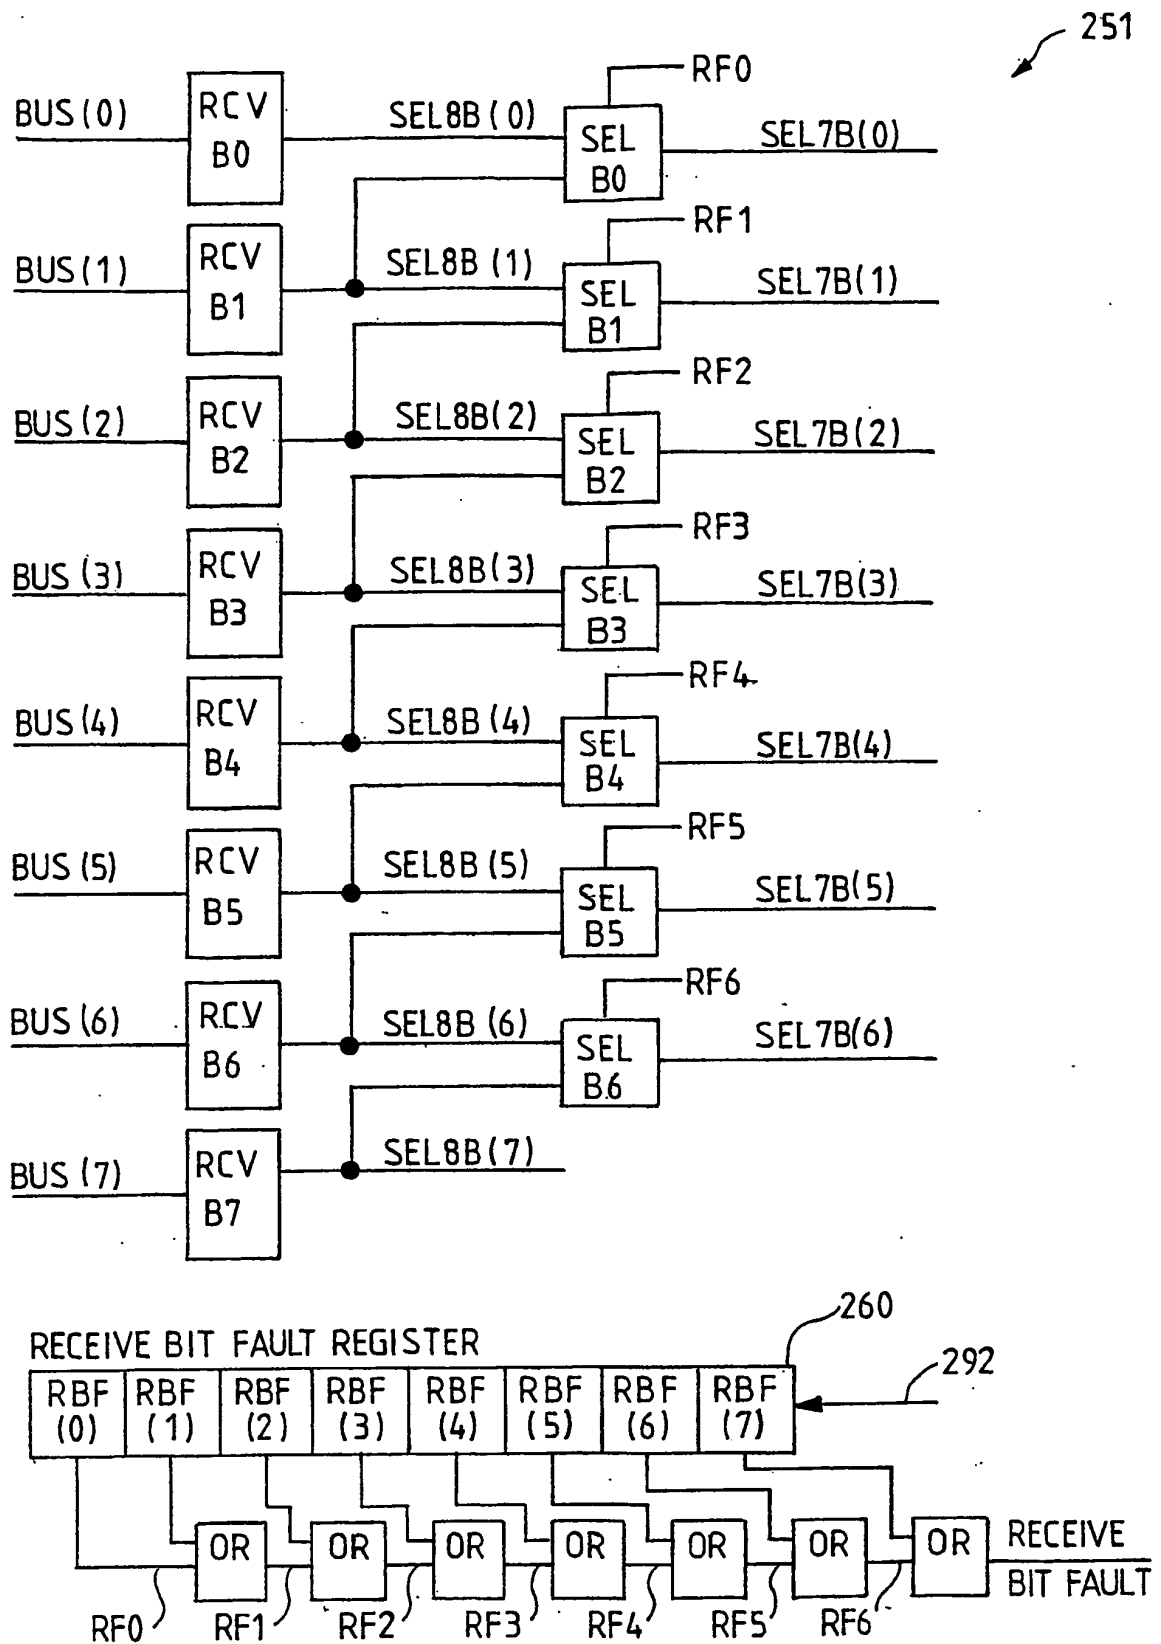 251
RF0
BUS(0)
RCV
B0
SEL8B(0)
SEL
B0
SEL7B(0)
RF1
BUS(1)
RCV
B1
SEL8B(1)
SEL
B1
SEL7B(1)
RF2
BUS(2)
RCV
B2
SEL8B(2)
SEL
B2
SEL7B(2)
RF3
BUS(3)
RCV
B3
SEL8B(3)
SEL
B3
SEL7B(3)
RF4
BUS(4)
RCV
B4
SEL8B(4)
SEL
B4
SEL7B(4)
RF5
BUS(5)
RCV
B5
SEL8B(5)
SEL
B5
SEL7B(5)
RF6
BUS(6)
RCV
B6
SEL8B(6)
SEL
B6
SEL7B(6)
BUS(7)
RCV
B7
SEL8B(7)
260
RECEIVE BIT FAULT REGISTER
292
RBF (0)
RBF (1)
RBF (2)
RBF (3)
RBF (4)
RBF (5)
RBF (6)
RBF (7)
OR OR OR OR OR OR OR
RECEIVE
BIT FAULT
RF0 RF1 RF2 RF3 RF4 RF5 RF6